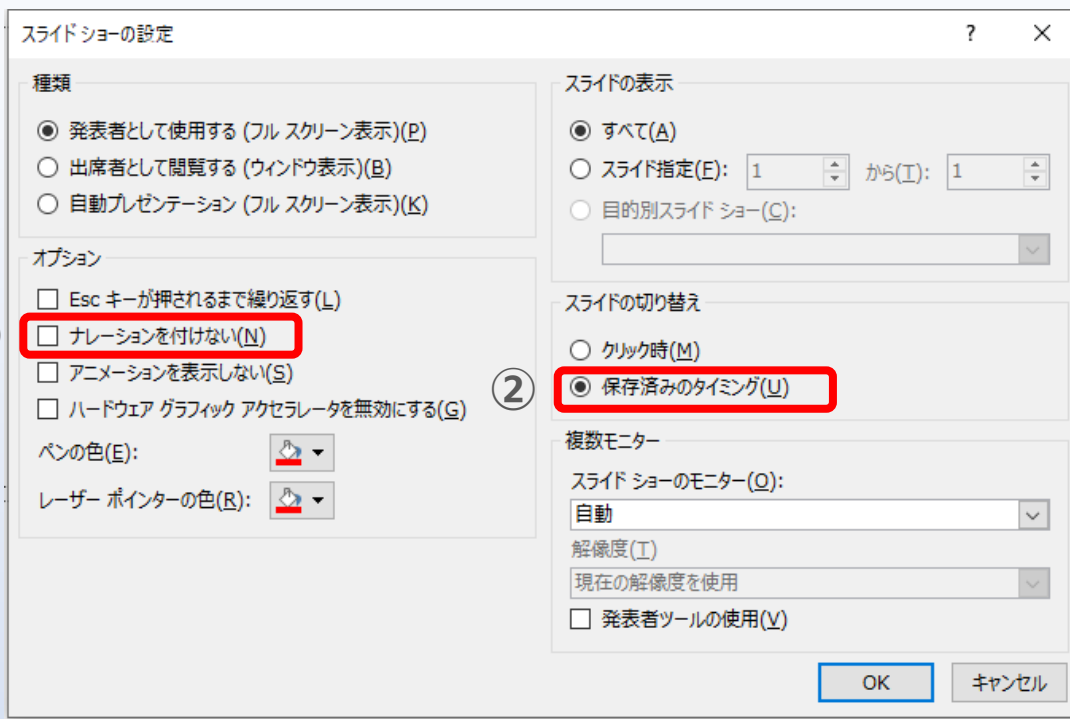 スライド ショーの設定
?
種類
発表者として使用する (フル スクリーン表示)(P)
出席者として閲覧する (ウィンドウ表示)(B)
自動プレゼンテーション (フル スクリーン表示)(K)
オプション
Esc キーが押されるまで繰り返す(L)
ナレーションを付けない(N)
アニメーションを表示しない(S)
ハードウェア グラフィック アクセラレータを無効にする(G)
ペンの色(E):
レーザー ポインターの色(R):
スライドの表示
すべて(A)
スライド指定(F): 1 から(T): 1
目的別スライド ショー(C):
スライドの切り替え
クリック時(M)
② 保存済みのタイミング(U)
複数モニター
スライド ショーのモニター(O):
自動
解像度(T)
現在の解像度を使用
発表者ツールの使用(V)
OK キャンセル